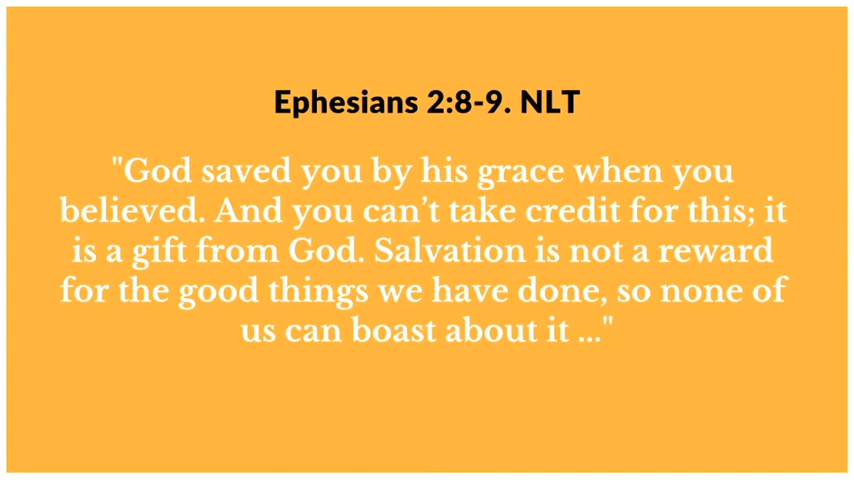 Ephesians 2:8-9. NLT
"God saved you by his grace when you
believed. And you can’t take credit for this; it
is a gift from God. Salvation is not a reward
for the good things we have done, so none of
us can boast about it ..."